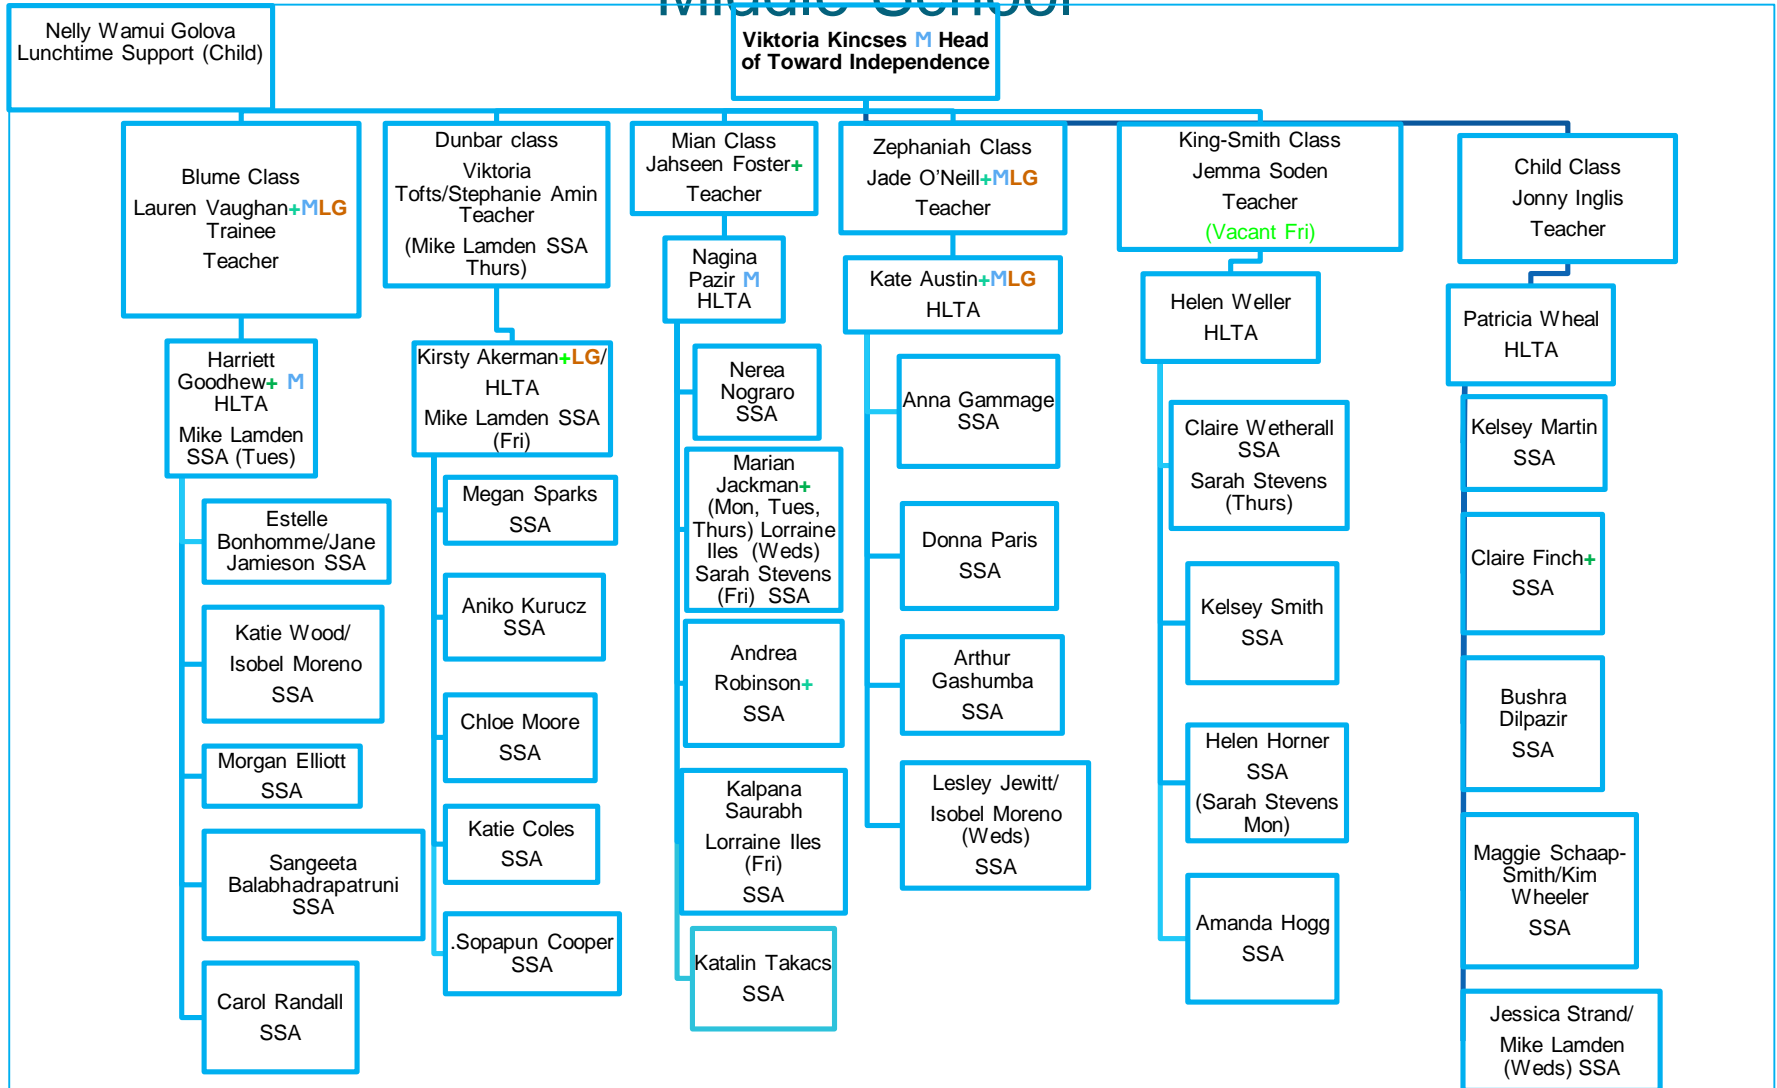 Middle School
Nelly Wamui Golova
Lunchtime Support (Child)
Viktoria Kincses M Head
of Toward Independence
Blume Class
Lauren Vaughan+MLG
Trainee
Teacher
Harriett
Goodhew+ M
HLTA
Mike Lamden
SSA (Tues)
Estelle
Bonhomme/Jane
Jamieson SSA
Katie Wood/
Isobel Moreno
SSA
Morgan Elliott
SSA
Sangeeta
Balabhadrapatruni
SSA
Carol Randall
SSA
Dunbar class
Viktoria
Tofts/Stephanie Amin
Teacher
(Mike Lamden SSA
Thurs)
Kirsty Akerman+LG/
HLTA
Mike Lamden SSA
(Fri)
Megan Sparks
SSA
Aniko Kurucz
SSA
Chloe Moore
SSA
Katie Coles
SSA
.Sopapun Cooper
SSA
Mian Class
Jahseen Foster+
Teacher
Nagina
Pazir M
HLTA
Nerea
Nograro
SSA
Marian
Jackman+
(Mon, Tues,
Thurs) Lorraine
Iles (Weds)
Sarah Stevens
(Fri) SSA
Andrea
Robinson+
SSA
Kalpana
Saurabh
Lorraine Iles
(Fri)
SSA
Katalin Takacs
SSA
Zephaniah Class
Jade O’Neill+MLG
Teacher
Kate Austin+MLG
HLTA
Anna Gammage
SSA
Donna Paris
SSA
Arthur
Gashumba
SSA
Lesley Jewitt/
Isobel Moreno
(Weds)
SSA
King-Smith Class
Jemma Soden
Teacher
(Vacant Fri)
Helen Weller
HLTA
Claire Wetherall
SSA
Sarah Stevens
(Thurs)
Kelsey Smith
SSA
Helen Horner
SSA
(Sarah Stevens
Mon)
Amanda Hogg
SSA
Child Class
Jonny Inglis
Teacher
Patricia Wheal
HLTA
Kelsey Martin
SSA
Claire Finch+
SSA
Bushra
Dilpazir
SSA
Maggie Schaap-
Smith/Kim
Wheeler
SSA
Jessica Strand/
Mike Lamden
(Weds) SSA